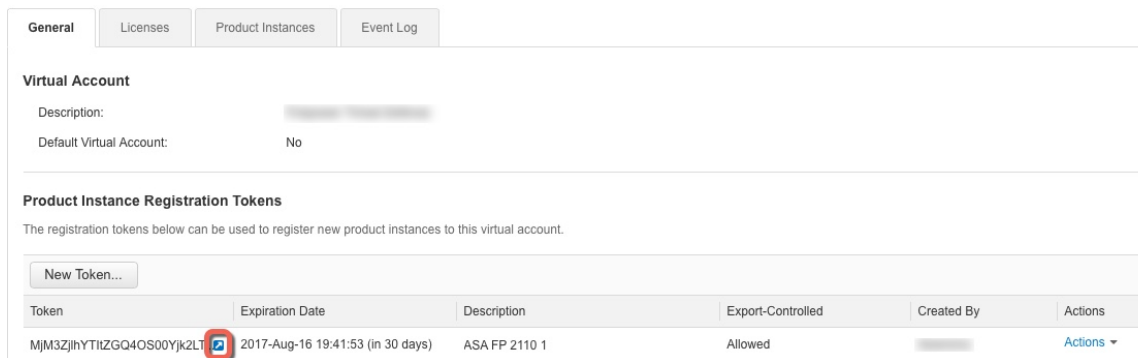 General Licenses Product Instances Event Log
Virtual Account
Description:
Default Virtual Account: No
Product Instance Registration Tokens
The registration tokens below can be used to register new product instances to this virtual account.
New Token...
Token Expiration Date Description Export-Controlled Created By Actions
2017-Aug-16 19:41:53 (in 30 days) ASA FP 2110 1 Allowed Actions